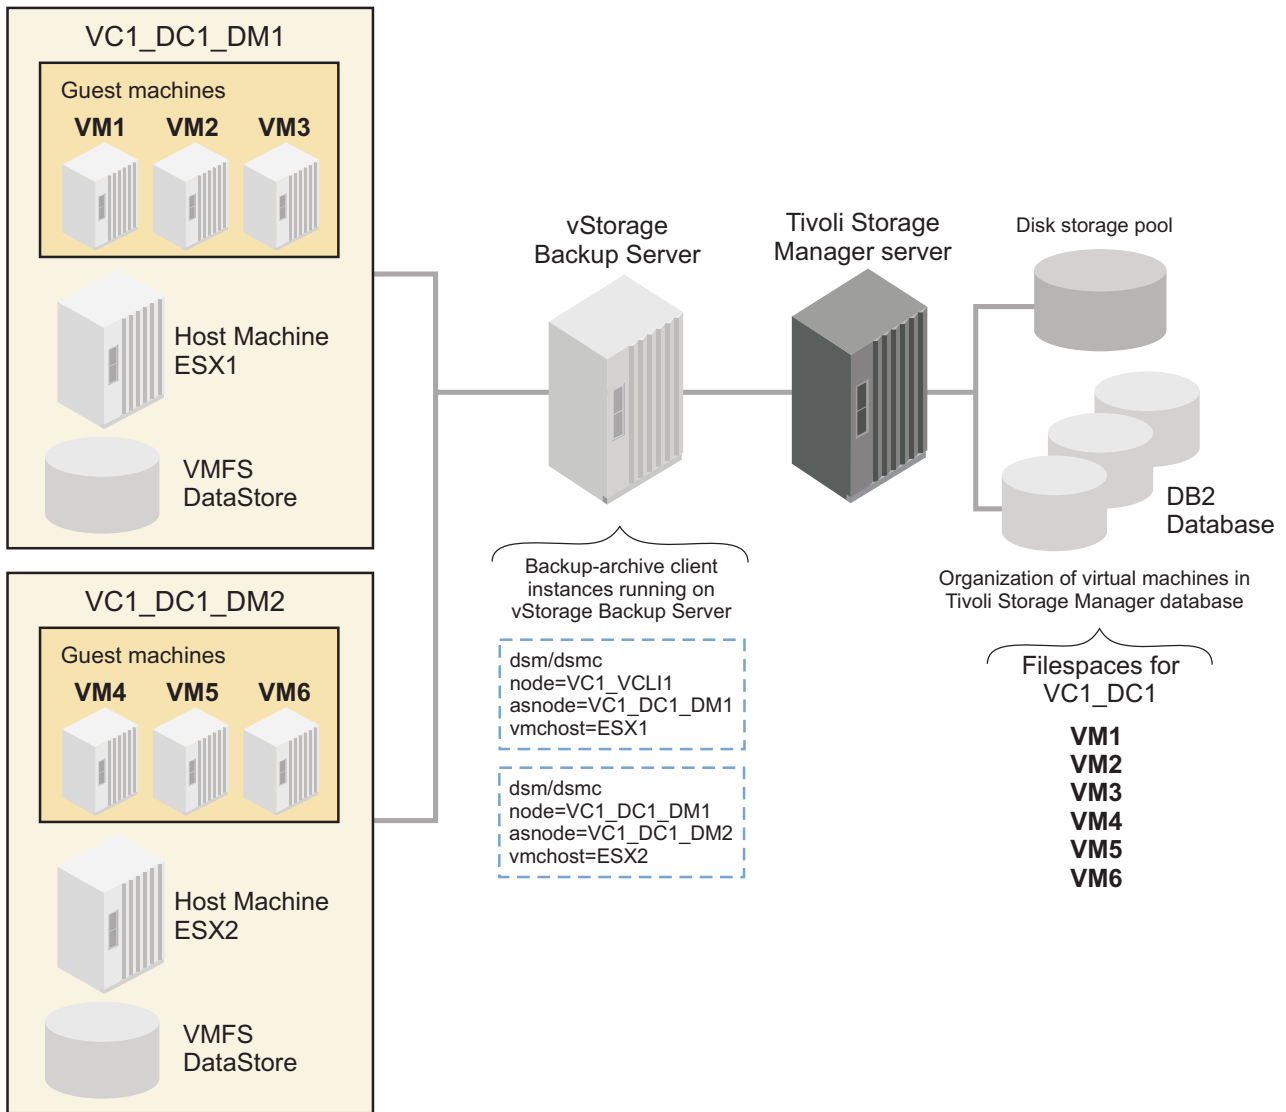 VC1_DC1_DM1
Guest machines
VM1 VM2 VM3
Host Machine
ESX1
VMFS
DataStore
VC1_DC1_DM2
Guest machines
VM4 VM5 VM6
Host Machine
ESX2
VMFS
DataStore
vStorage
Backup Server
Backup-archive client
instances running on
vStorage Backup Server
dsm/dsmc
node=VC1_VCLI1
asnode=VC1_DC1_DM1
vmchost=ESX1
dsm/dsmc
node=VC1_DC1_DM1
asnode=VC1_DC1_DM2
vmchost=ESX2
Tivoli Storage
Manager server
Disk storage pool
DB2
Database
Organization of virtual machines in
Tivoli Storage Manager database
Filespaces for
VC1_DC1
VM1
VM2
VM3
VM4
VM5
VM6